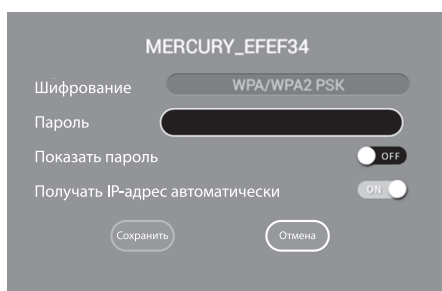 MERCURY_EFEF34
Шифрование WPA/WPA2 PSK
Пароль
Показать пароль OFF
Получать IP-адрес автоматически ON
Сохранить Отмена